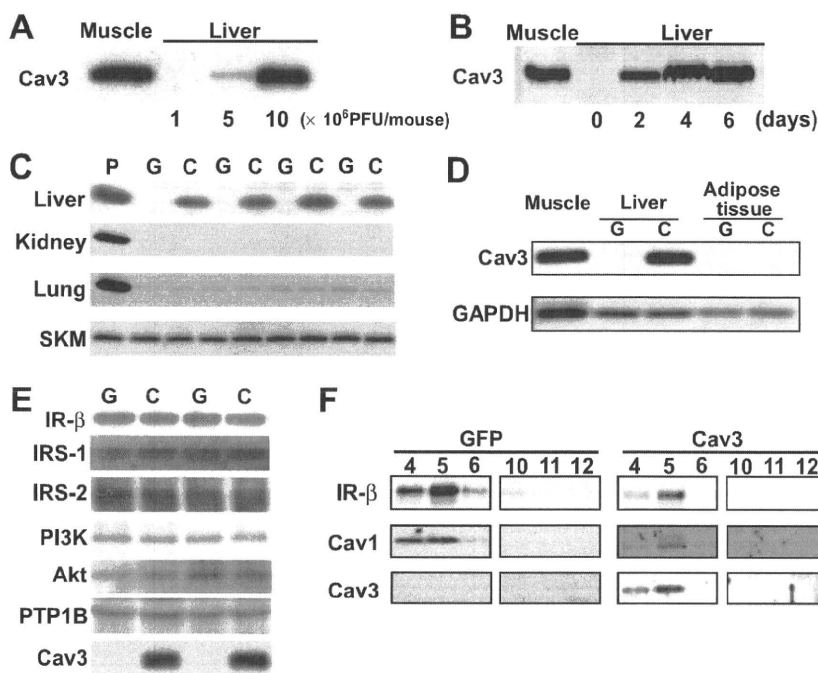 A
Muscle Liver
Cav3
1 5 10 (× 10⁶PFU/mouse)
B
Muscle Liver
Cav3
0 2 4 6 (days)
C
P G C G C G C G C
Liver
Kidney
Lung
SKM
D
Muscle Liver Adipose tissue
G C G C
Cav3
GAPDH
E
G C G C
IR-β
IRS-1
IRS-2
PI3K
Akt
PTP1B
Cav3
F
GFP Cav3
4 5 6 10 11 12 4 5 6 10 11 12
IR-β
Cav1
Cav3